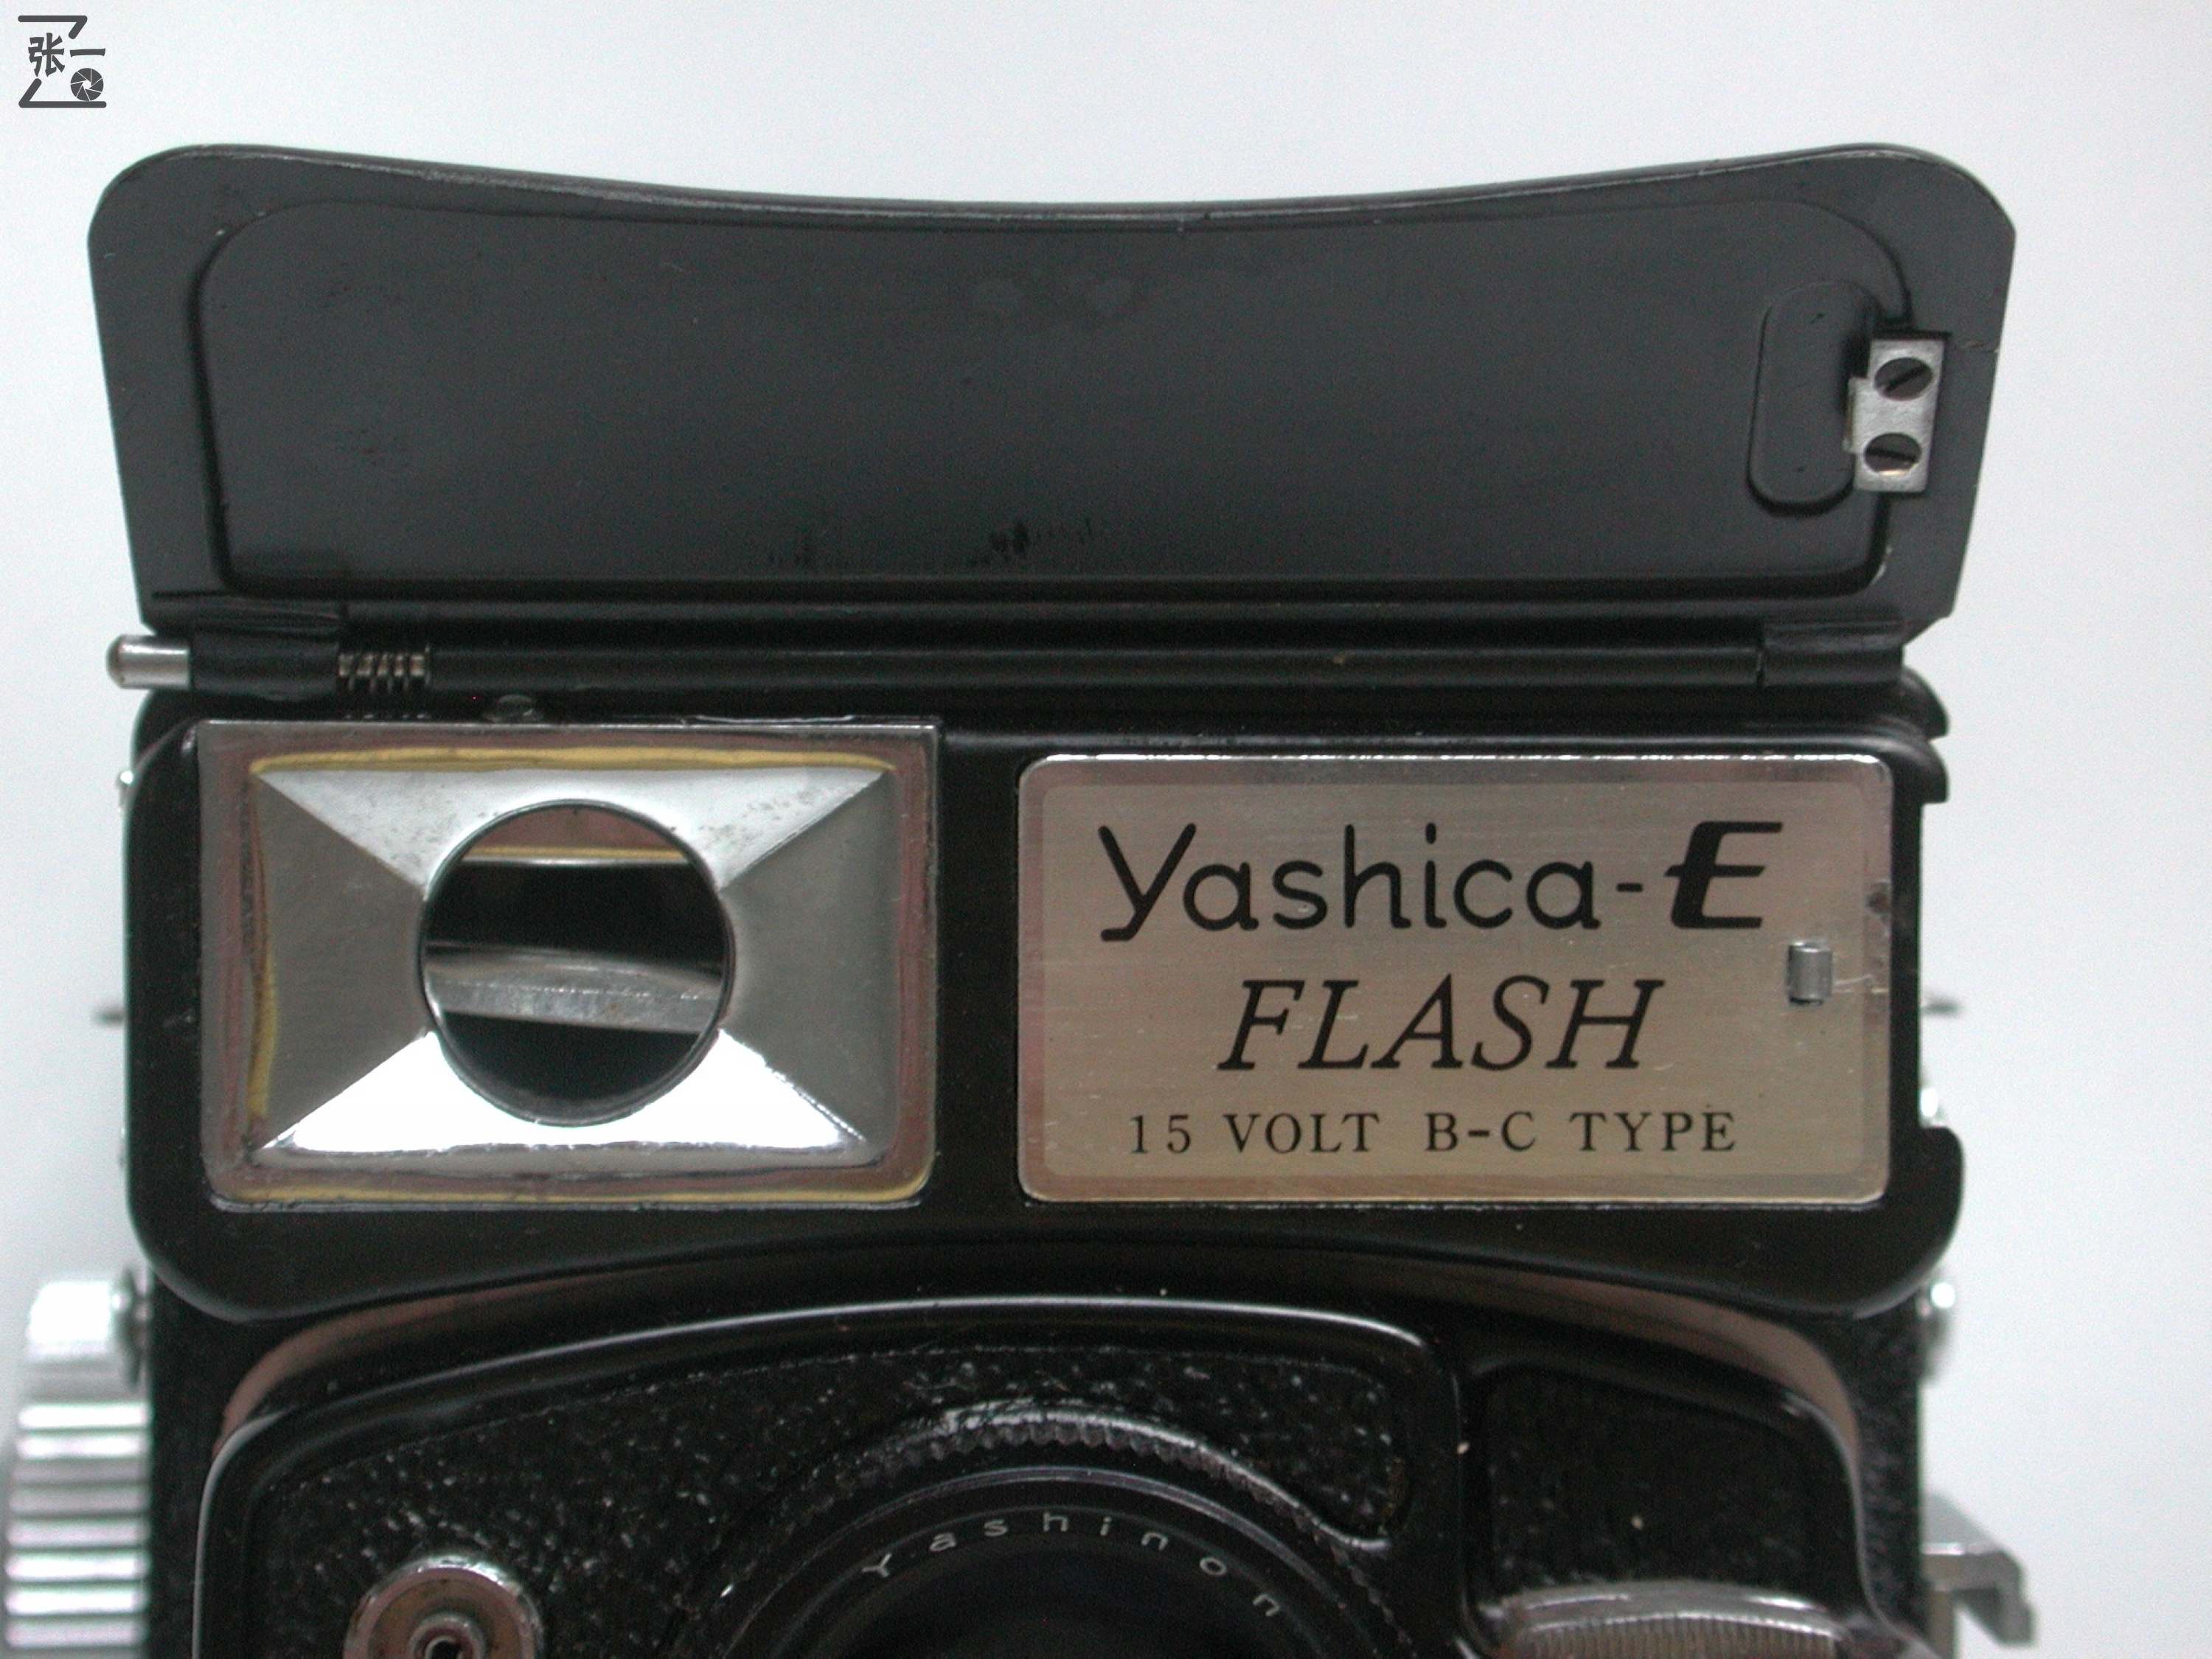 张一
Yashica-E
FLASH
15 VOLT B-C TYPE
Yashinon